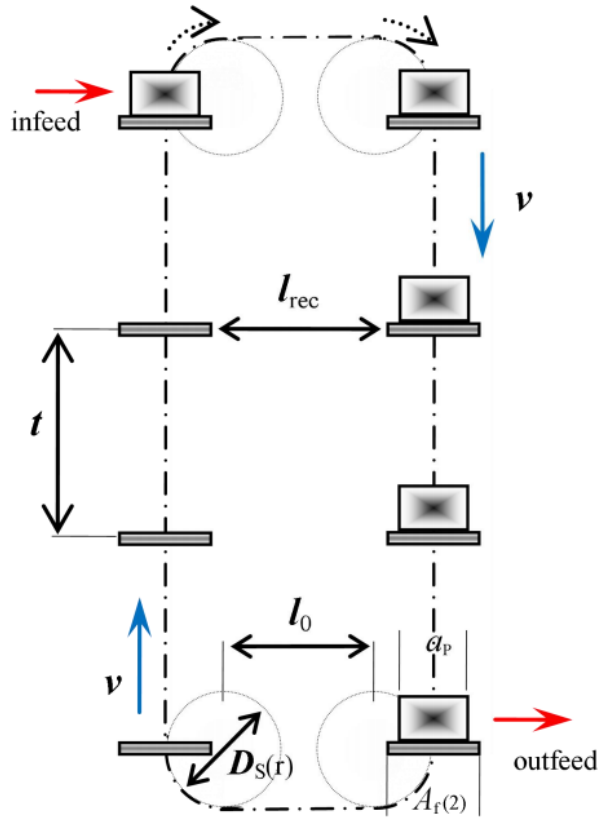 infeed
v
l_rec
t
l_0
a_p
v
D_S(r)
outfeed
A_f(2)